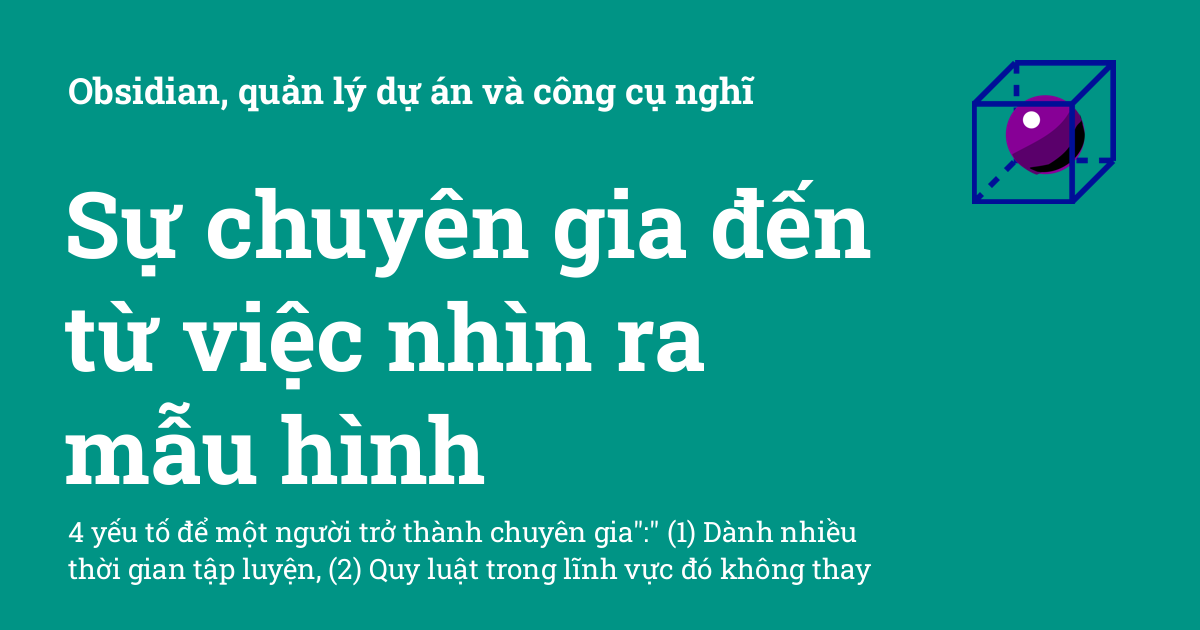 Obsidian, quản lý dự án và công cụ nghĩ
Sự chuyên gia đến
từ việc nhìn ra
mẫu hình
4 yếu tố để một người trở thành chuyên gia":" (1) Dành nhiều
thời gian tập luyện, (2) Quy luật trong lĩnh vực đó không thay